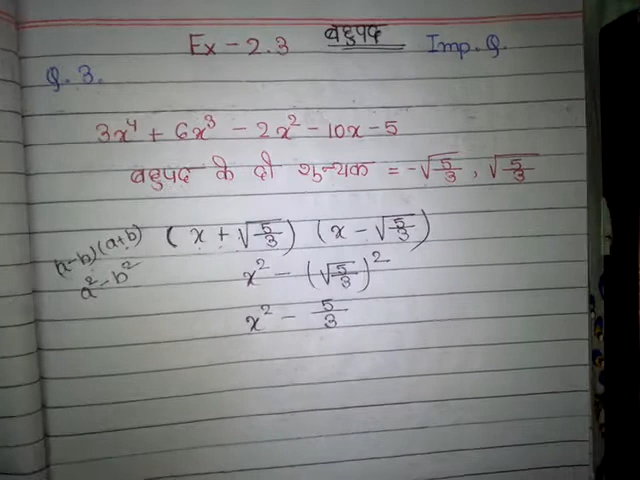 Ex - 2.3 बहुपद Imp. Q.
Q. 3.
3x⁴ + 6x³ - 2x² - 10x - 5
बहुपद के दो शुन्यक = -√5/3 , √5/3
(a-b)(a+b) (x + √5/3) (x - √5/3)
a² - b² x² - (√5/3)²
x² - 5/3